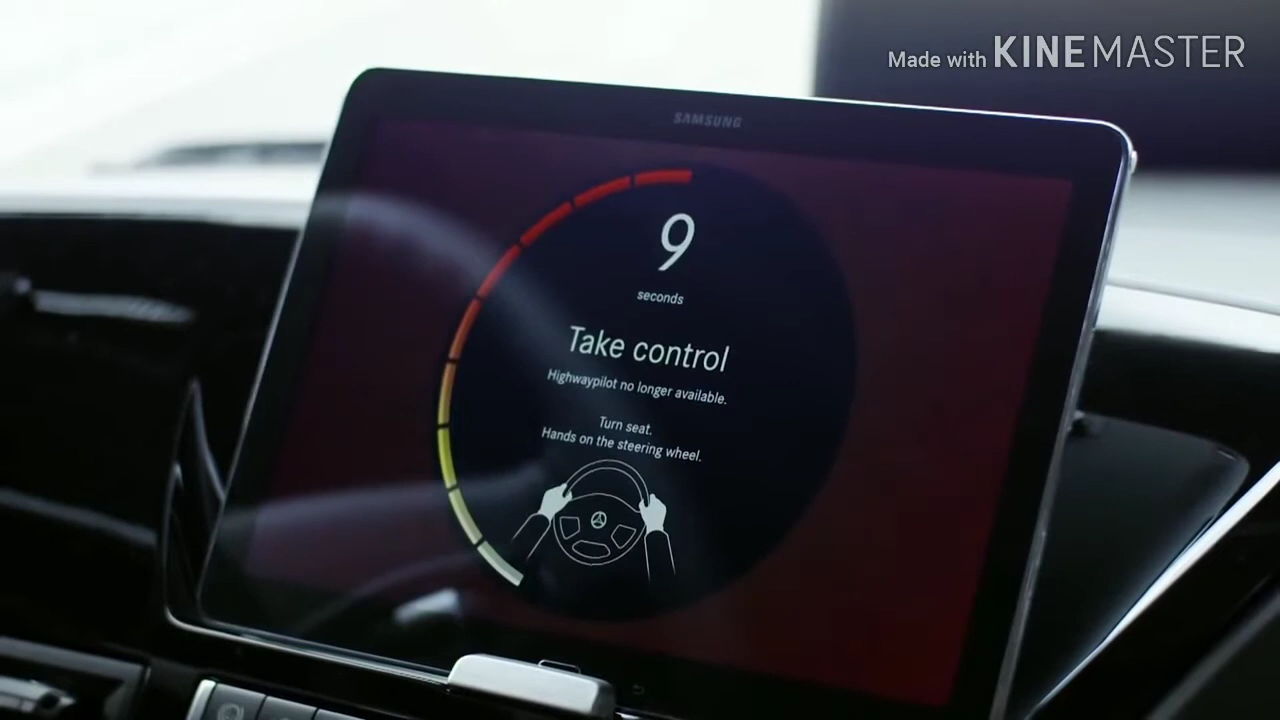 Made with KINEMASTER
SAMSUNG
9
seconds
Take control
Highwaypilot no longer available.
Turn seat.
Hands on the steering wheel.